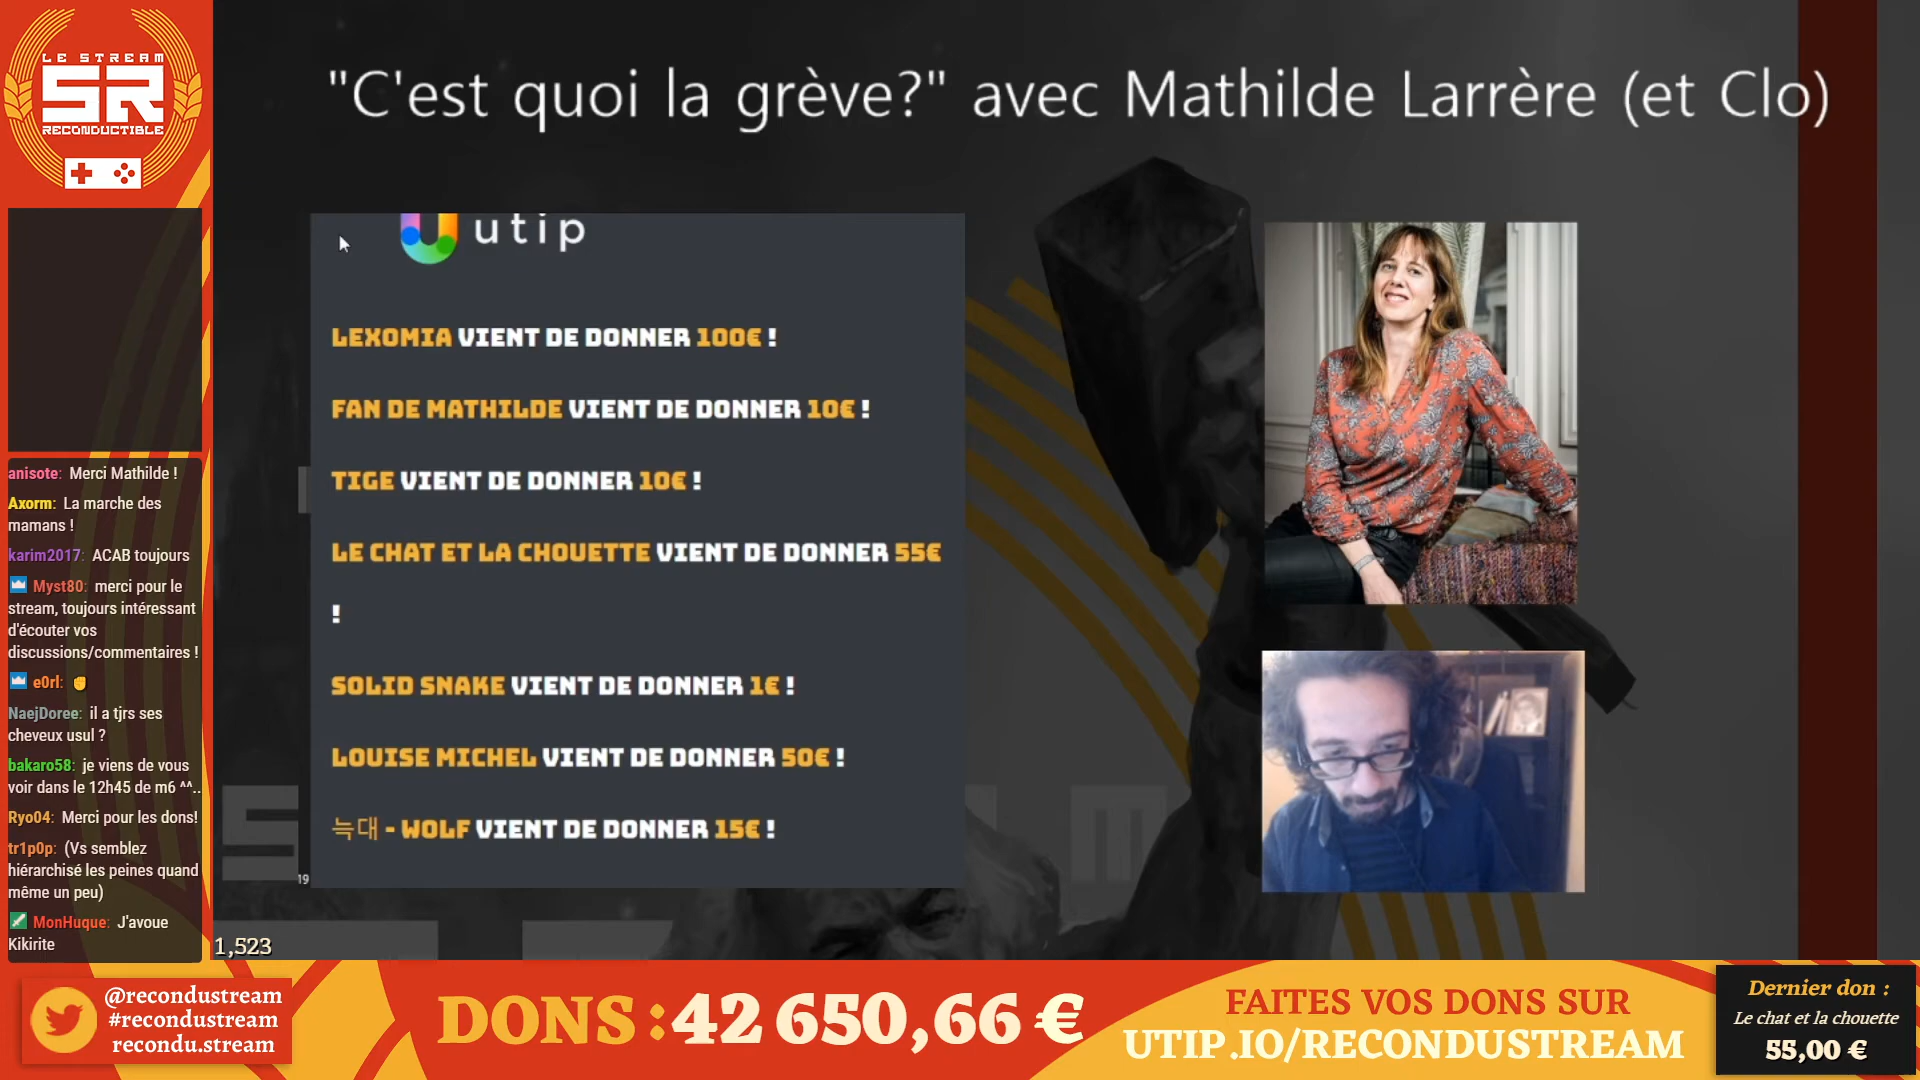 LE STREAM
SR
RECONDUCTIBLE
"C'est quoi la grève?" avec Mathilde Larrère (et Clo)
utip
LEXOMIA VIENT DE DONNER 100€ !
FAN DE MATHILDE VIENT DE DONNER 10€ !
TIGE VIENT DE DONNER 10€ !
LE CHAT ET LA CHOUETTE VIENT DE DONNER 55€
!
SOLID SNAKE VIENT DE DONNER 1€ !
LOUISE MICHEL VIENT DE DONNER 50€ !
늑대 - WOLF VIENT DE DONNER 15€ !
19
anisote: Merci Mathilde !
Axorm: La marche des
mamans !
karim2017: ACAB toujours
Myst80: merci pour le
stream, toujours intéressant
d'écouter vos
discussions/commentaires !
e0rl: ✊
NaejDoree: il a tjrs ses
cheveux usul ?
bakaro58: je viens de vous
voir dans le 12h45 de m6 ^^..
Ryo04: Merci pour les dons!
tr1p0p: (Vs semblez
hiérarchisé les peines quand
même un peu)
MonHuque: J'avoue
Kikirite
1,523
@recondustream
#recondustream
recondu.stream
DONS : 42 650,66 €
FAITES VOS DONS SUR
UTIP.IO/RECONDUSTREAM
Dernier don :
Le chat et la chouette
55,00 €